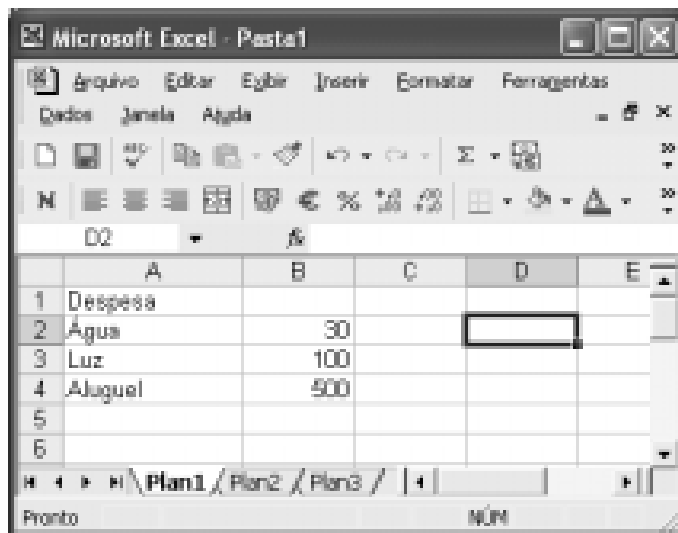 Microsoft Excel - Pasta1
Arquivo Editar Exibir Inserir Formatar Ferramentas
Dados Janela Ajuda
N € %
D2 fx
A B C D E
1 Despesa
2 Água 30
3 Luz 100
4 Aluguel 500
5
6
Plan1 Plan2 Plan3
Pronto NÚM